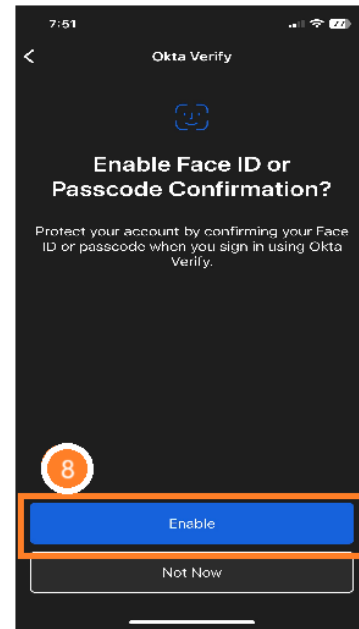 7:51
77
Okta Verify
Enable Face ID or
Passcode Confirmation?
Protect your account by confirming your Face
ID or passcode when you sign in using Okta
Verify.
8
Enable
Not Now